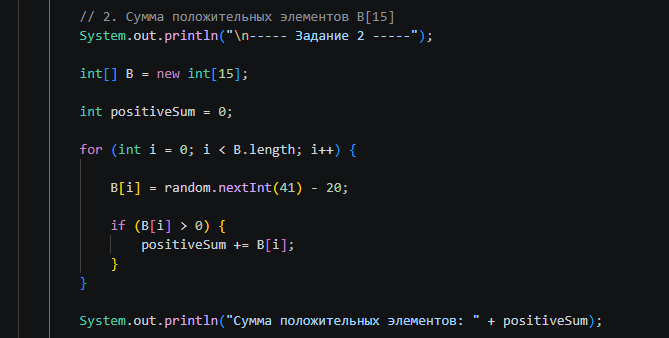 // 2. Сумма положительных элементов B[15]
System.out.println("\n----- Задание 2 -----");
int[] B = new int[15];
int positiveSum = 0;
for (int i = 0; i < B.length; i++) {
B[i] = random.nextInt(41) - 20;
if (B[i] > 0) {
positiveSum += B[i];
}
}
System.out.println("Сумма положительных элементов: " + positiveSum);